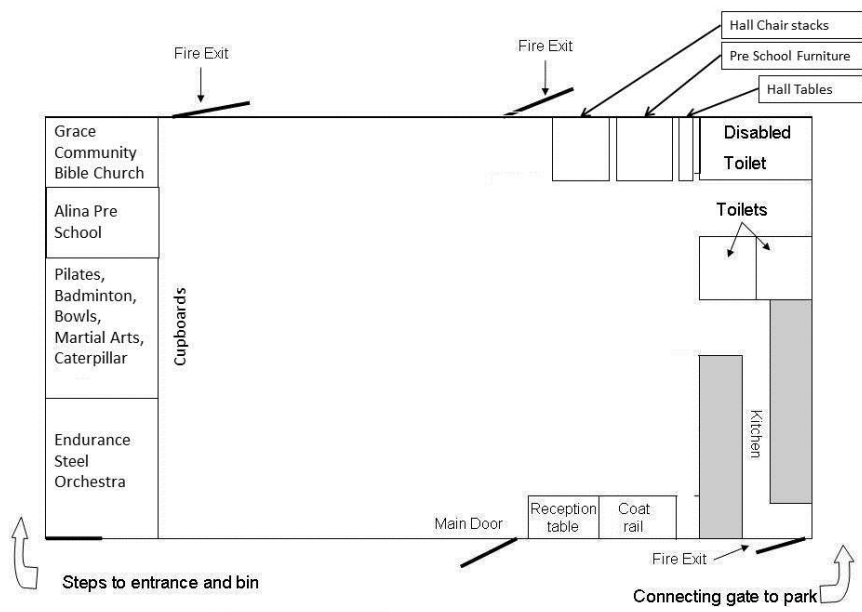 Hall Chair stacks
Fire Exit
Fire Exit
Pre School Furniture
Hall Tables
Grace
Community
Bible Church
Disabled
Toilet
Alina Pre
School
Toilets
Pilates,
Badminton,
Bowls,
Martial Arts,
Caterpillar
Cupboards
Kitchen
Endurance
Steel
Orchestra
Main Door
Reception
table
Coat
rail
Fire Exit
Steps to entrance and bin
Connecting gate to park